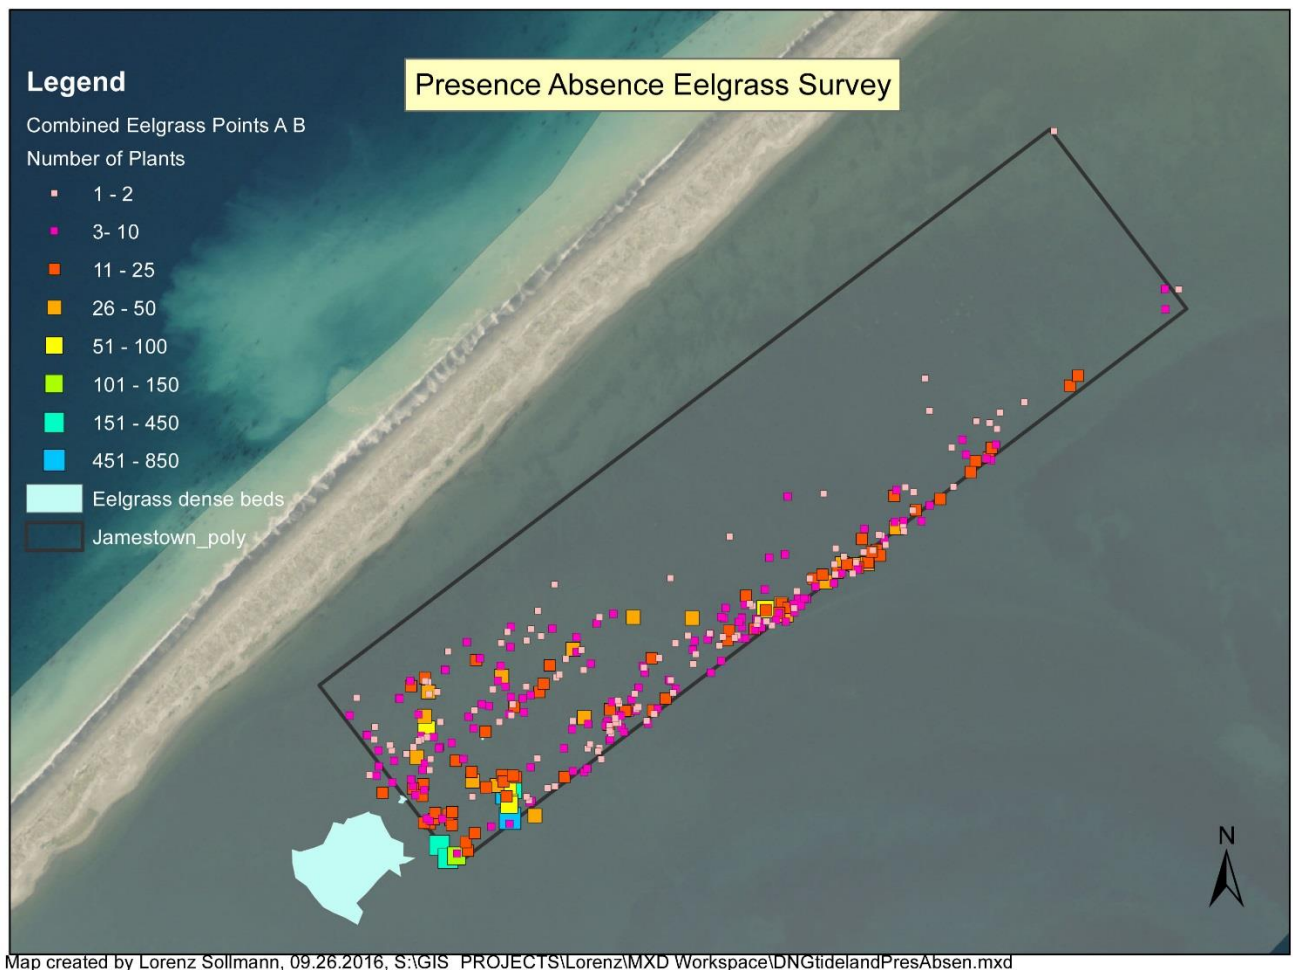 Presence Absence Eelgrass Survey
Legend
Combined Eelgrass Points A B
Number of Plants
1 - 2
3- 10
11 - 25
26 - 50
51 - 100
101 - 150
151 - 450
451 - 850
Eelgrass dense beds
Jamestown_poly
N
Map created by Lorenz Sollmann, 09.26.2016, S:\GIS_PROJECTS\Lorenz\MXD Workspace\DNGtidelandPresAbsen.mxd